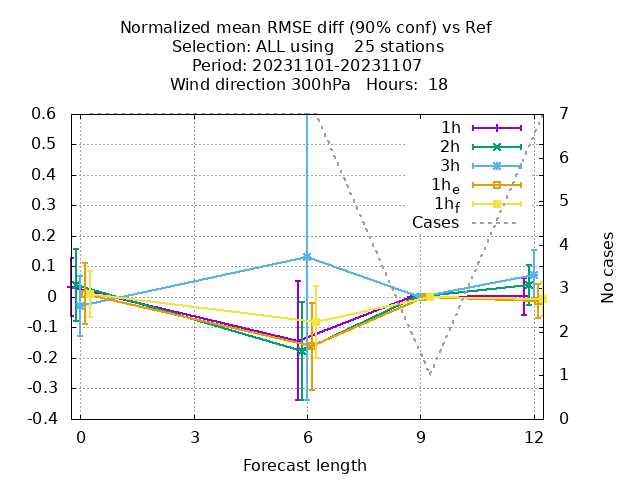 Normalized mean RMSE diff (90% conf) vs Ref
Selection: ALL using    25 stations
Period: 20231101-20231107
Wind direction 300hPa   Hours:  18
0.6
0.5
0.4
0.3
0.2
0.1
0
-0.1
-0.2
-0.3
-0.4
7
6
5
4
3
2
1
0
1h
2h
3h
1he
1hf
Cases
No cases
0 3 6 9 12
Forecast length